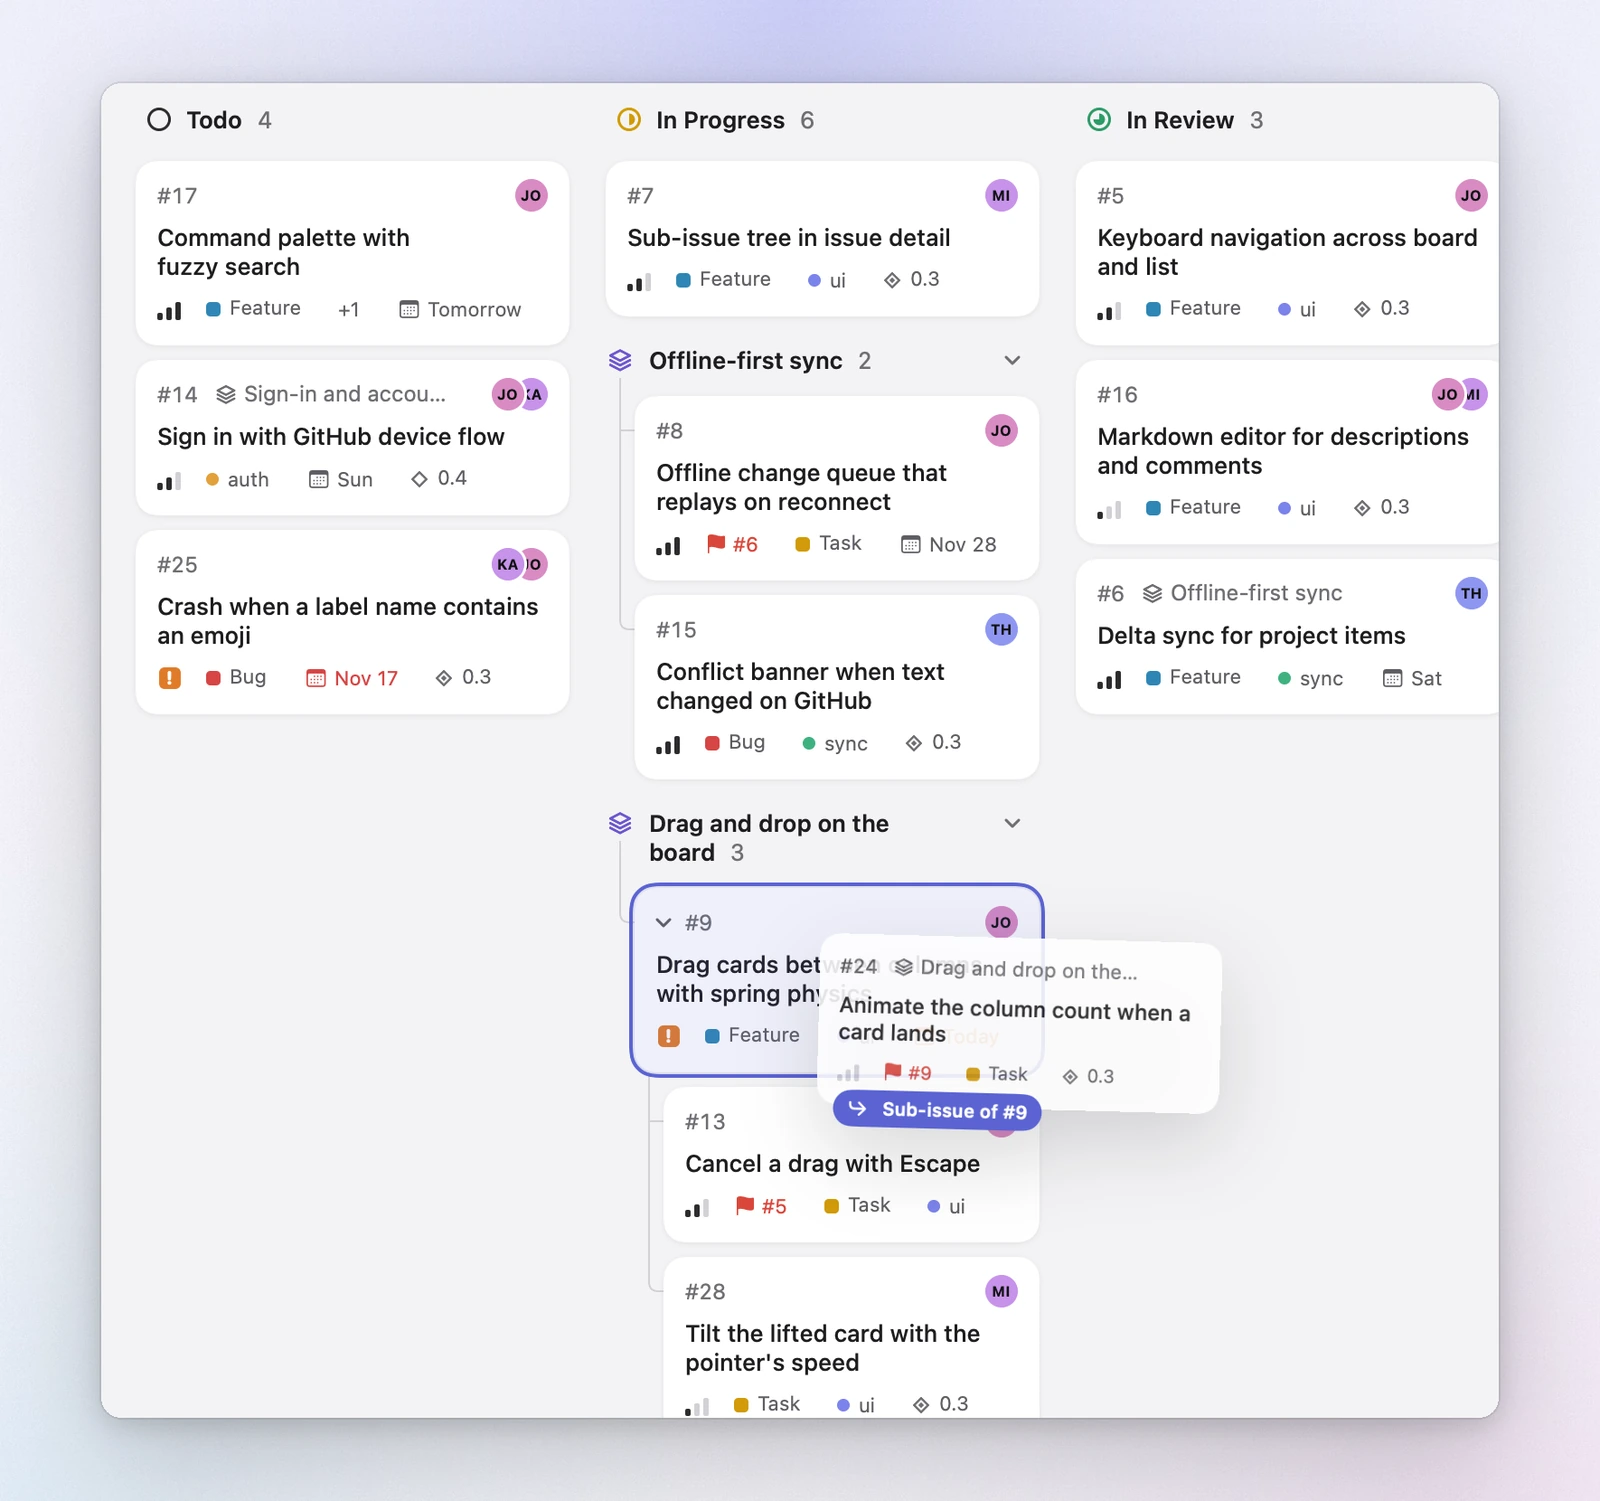 Todo 4
#17 JO
Command palette with
fuzzy search
Feature +1 Tomorrow
#14 Sign-in and accou... JO KA
Sign in with GitHub device flow
auth Sun 0.4
#25 KA JO
Crash when a label name contains
an emoji
! Bug Nov 17 0.3
In Progress 6
#7 MI
Sub-issue tree in issue detail
Feature ui 0.3
Offline-first sync 2
#8 JO
Offline change queue that
replays on reconnect
#6 Task Nov 28
#15 TH
Conflict banner when text
changed on GitHub
Bug sync 0.3
Drag and drop on the
board 3
#9 JO
Drag cards between columns
with spring physics
! Feature Today
#24 Drag and drop on the...
Animate the column count when a
card lands
#9 Task 0.3
Sub-issue of #9
#13
Cancel a drag with Escape
#5 Task ui
#28 MI
Tilt the lifted card with the
pointer's speed
Task ui 0.3
In Review 3
#5 JO
Keyboard navigation across board
and list
Feature ui 0.3
#16 JO MI
Markdown editor for descriptions
and comments
Feature ui 0.3
#6 Offline-first sync TH
Delta sync for project items
Feature sync Sat